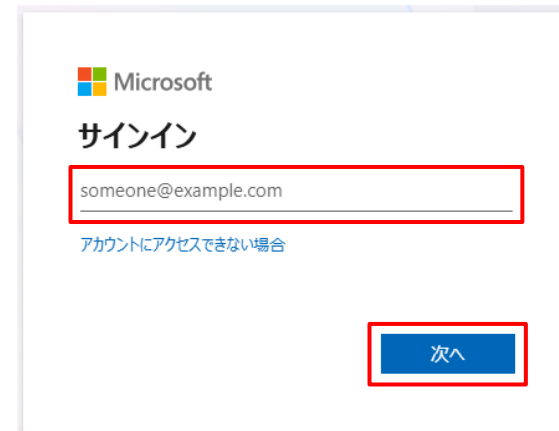 Microsoft
サインイン
someone@example.com
アカウントにアクセスできない場合
次へ